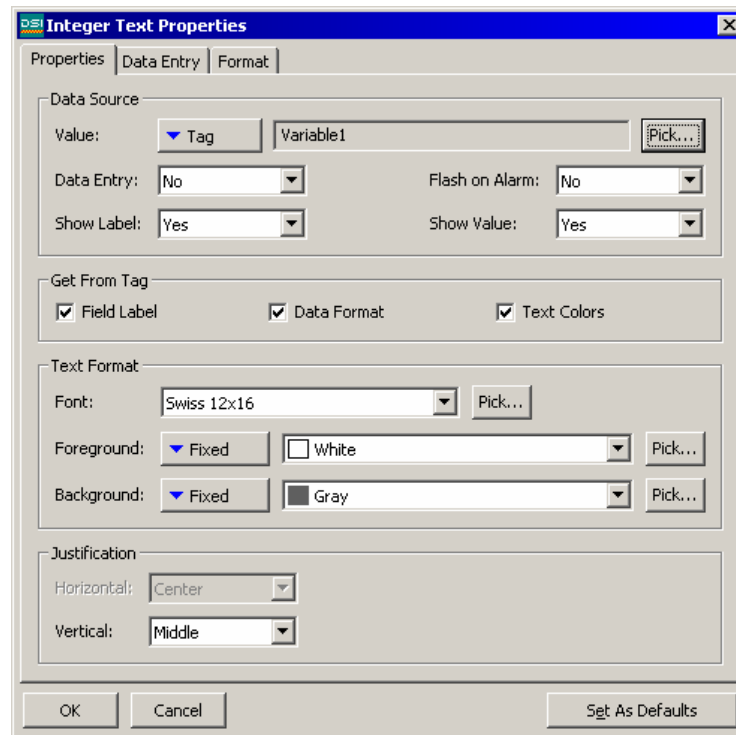 DSI Integer Text Properties
Properties Data Entry Format
Data Source
Value: Tag Variable1 Pick...
Data Entry: No Flash on Alarm: No
Show Label: Yes Show Value: Yes
Get From Tag
Field Label Data Format Text Colors
Text Format
Font: Swiss 12x16 Pick...
Foreground: Fixed White Pick...
Background: Fixed Gray Pick...
Justification
Horizontal: Center
Vertical: Middle
OK Cancel Set As Defaults